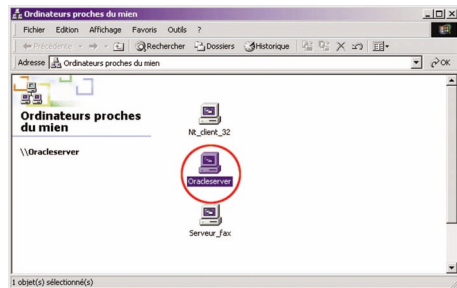 Ordinateurs proches du mien
Fichier Edition Affichage Favoris Outils ?
Précédente Rechercher Dossiers Historique
Adresse Ordinateurs proches du mien OK
Ordinateurs proches
du mien
\\Oracleserver
Nt_client_32
Oracleserver
Serveur_fax
1 objet(s) sélectionné(s)